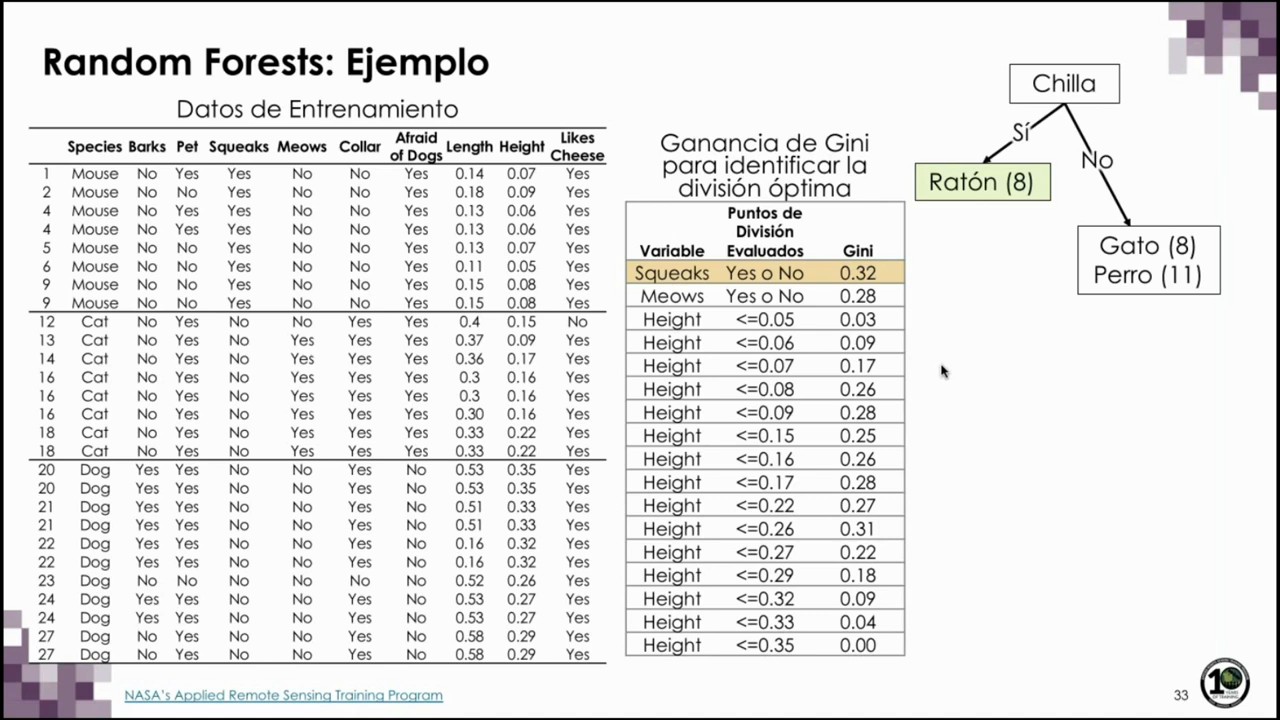 Random Forests: Ejemplo
Datos de Entrenamiento
Species Barks Pet Squeaks Meows Collar Afraid of Dogs Length Height Likes Cheese
1 Mouse No Yes Yes No No Yes 0.14 0.07 Yes
2 Mouse No No Yes No No Yes 0.18 0.09 Yes
4 Mouse No Yes Yes No No Yes 0.13 0.06 Yes
4 Mouse No Yes Yes No No Yes 0.13 0.06 Yes
5 Mouse No No Yes No No Yes 0.13 0.07 Yes
6 Mouse No No Yes No No Yes 0.11 0.05 Yes
9 Mouse No No Yes No No Yes 0.15 0.08 Yes
9 Mouse No No Yes No No Yes 0.15 0.08 Yes
12 Cat No Yes No No Yes Yes 0.4 0.15 No
13 Cat No Yes No Yes Yes Yes 0.37 0.09 Yes
14 Cat No Yes No Yes Yes Yes 0.36 0.17 Yes
16 Cat No Yes No Yes Yes Yes 0.3 0.16 Yes
16 Cat No Yes No Yes Yes Yes 0.3 0.16 Yes
16 Cat No Yes No Yes Yes Yes 0.30 0.16 Yes
18 Cat No Yes No Yes Yes Yes 0.33 0.22 Yes
18 Cat No Yes No Yes Yes Yes 0.33 0.22 Yes
20 Dog Yes Yes No No Yes No 0.53 0.35 Yes
20 Dog Yes Yes No No Yes No 0.53 0.35 Yes
21 Dog Yes Yes No No Yes No 0.51 0.33 Yes
21 Dog Yes Yes No No Yes No 0.51 0.33 Yes
22 Dog Yes Yes No No Yes No 0.16 0.32 Yes
22 Dog Yes Yes No No Yes No 0.16 0.32 Yes
23 Dog No No No No No No 0.52 0.26 Yes
24 Dog Yes Yes No No Yes No 0.53 0.27 Yes
24 Dog Yes Yes No No Yes No 0.53 0.27 Yes
27 Dog No Yes No No Yes No 0.58 0.29 Yes
27 Dog No Yes No No Yes No 0.58 0.29 Yes
Ganancia de Gini
para identificar la
división óptima
Variable Puntos de División Evaluados Gini
Squeaks Yes o No 0.32
Meows Yes o No 0.28
Height <=0.05 0.03
Height <=0.06 0.09
Height <=0.07 0.17
Height <=0.08 0.26
Height <=0.09 0.28
Height <=0.15 0.25
Height <=0.16 0.26
Height <=0.17 0.28
Height <=0.22 0.27
Height <=0.26 0.31
Height <=0.27 0.22
Height <=0.29 0.18
Height <=0.32 0.09
Height <=0.33 0.04
Height <=0.35 0.00
Chilla
Sí
No
Ratón (8)
Gato (8)
Perro (11)
NASA's Applied Remote Sensing Training Program
33
10